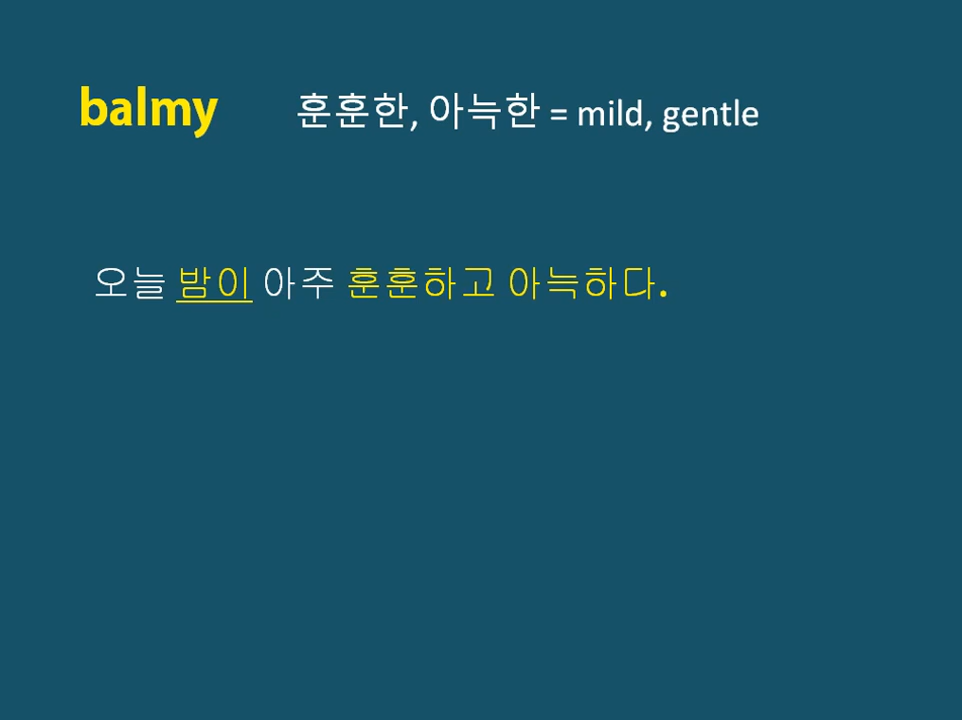 balmy 훈훈한, 아늑한 = mild, gentle
오늘 밤이 아주 훈훈하고 아늑하다.